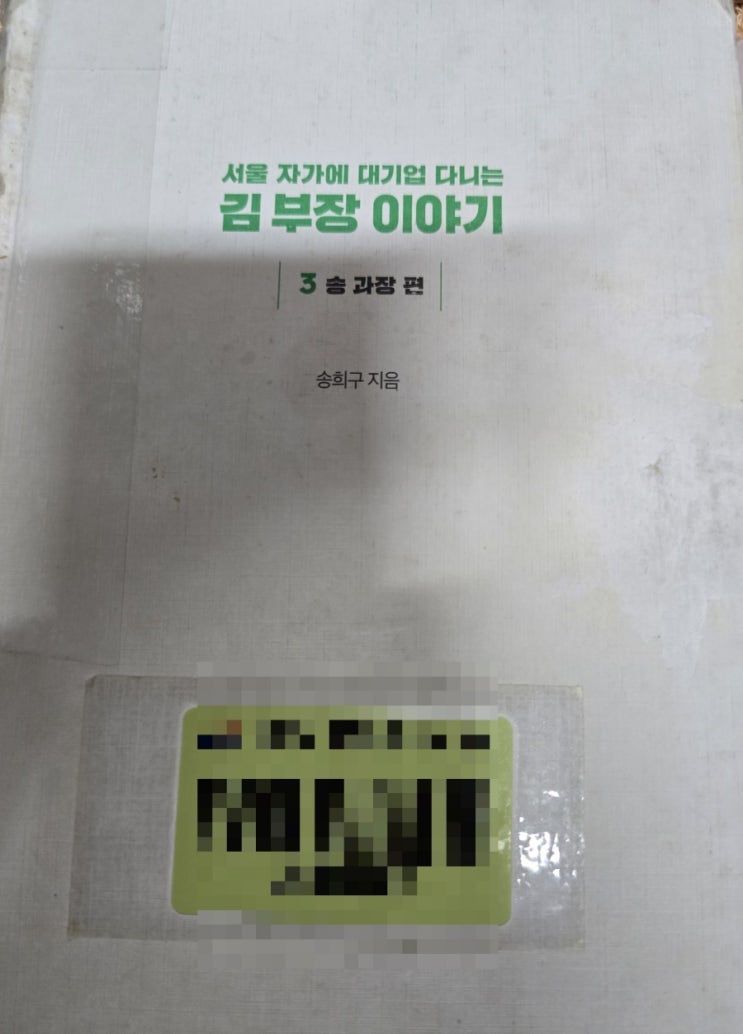 서울 자가에 대기업 다니는
김 부장 이야기
3 송 과장 편
송희구 지음